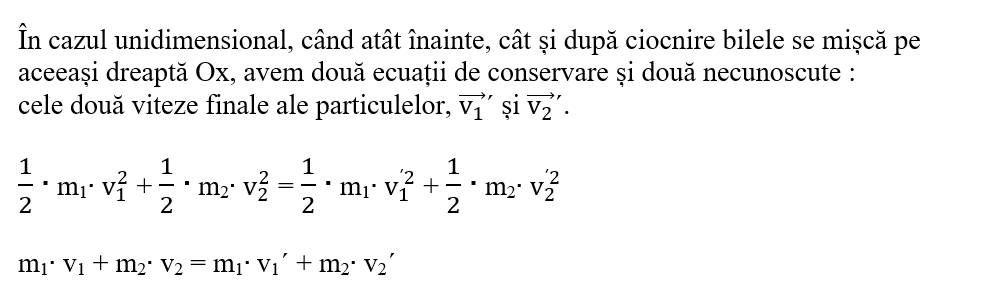 În cazul unidimensional, când atât înainte, cât și după ciocnire bilele se mișcă pe
aceeași dreaptă Ox, avem două ecuații de conservare și două necunoscute :
cele două viteze finale ale particulelor, v₁⃗´ și v₂⃗´.
1/2 · m₁· v₁² + 1/2 · m₂· v₂² = 1/2 · m₁· v₁´² + 1/2 · m₂· v₂´²
m₁· v₁ + m₂· v₂ = m₁· v₁´ + m₂· v₂´